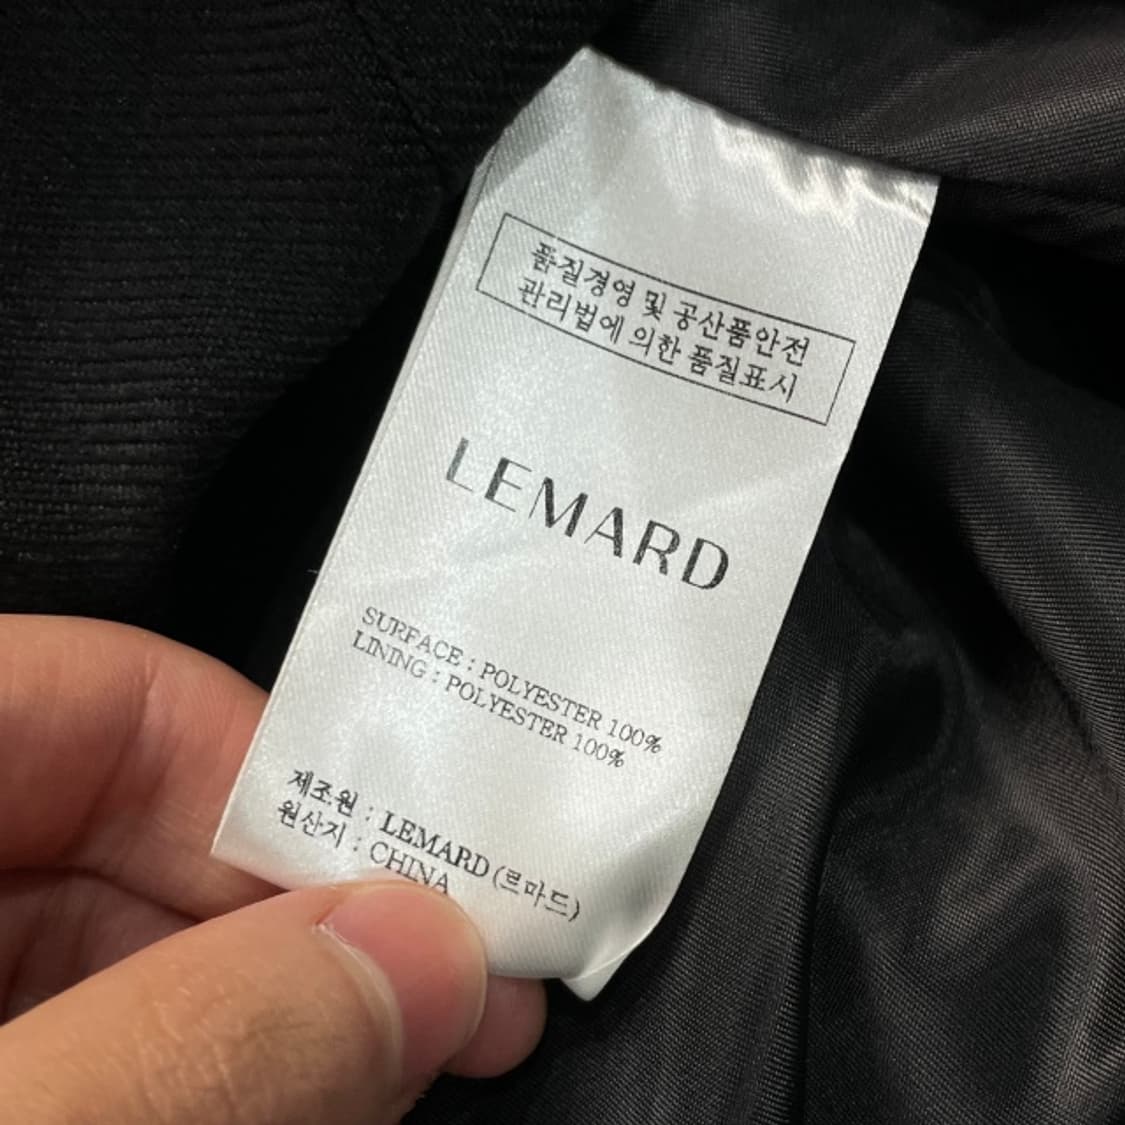 품질경영 및 공산품안전
관리법에 의한 품질표시
LEMARD
SURFACE : POLYESTER 100%
LINING : POLYESTER 100%
제조원 : LEMARD (르마드)
원산지 : CHINA